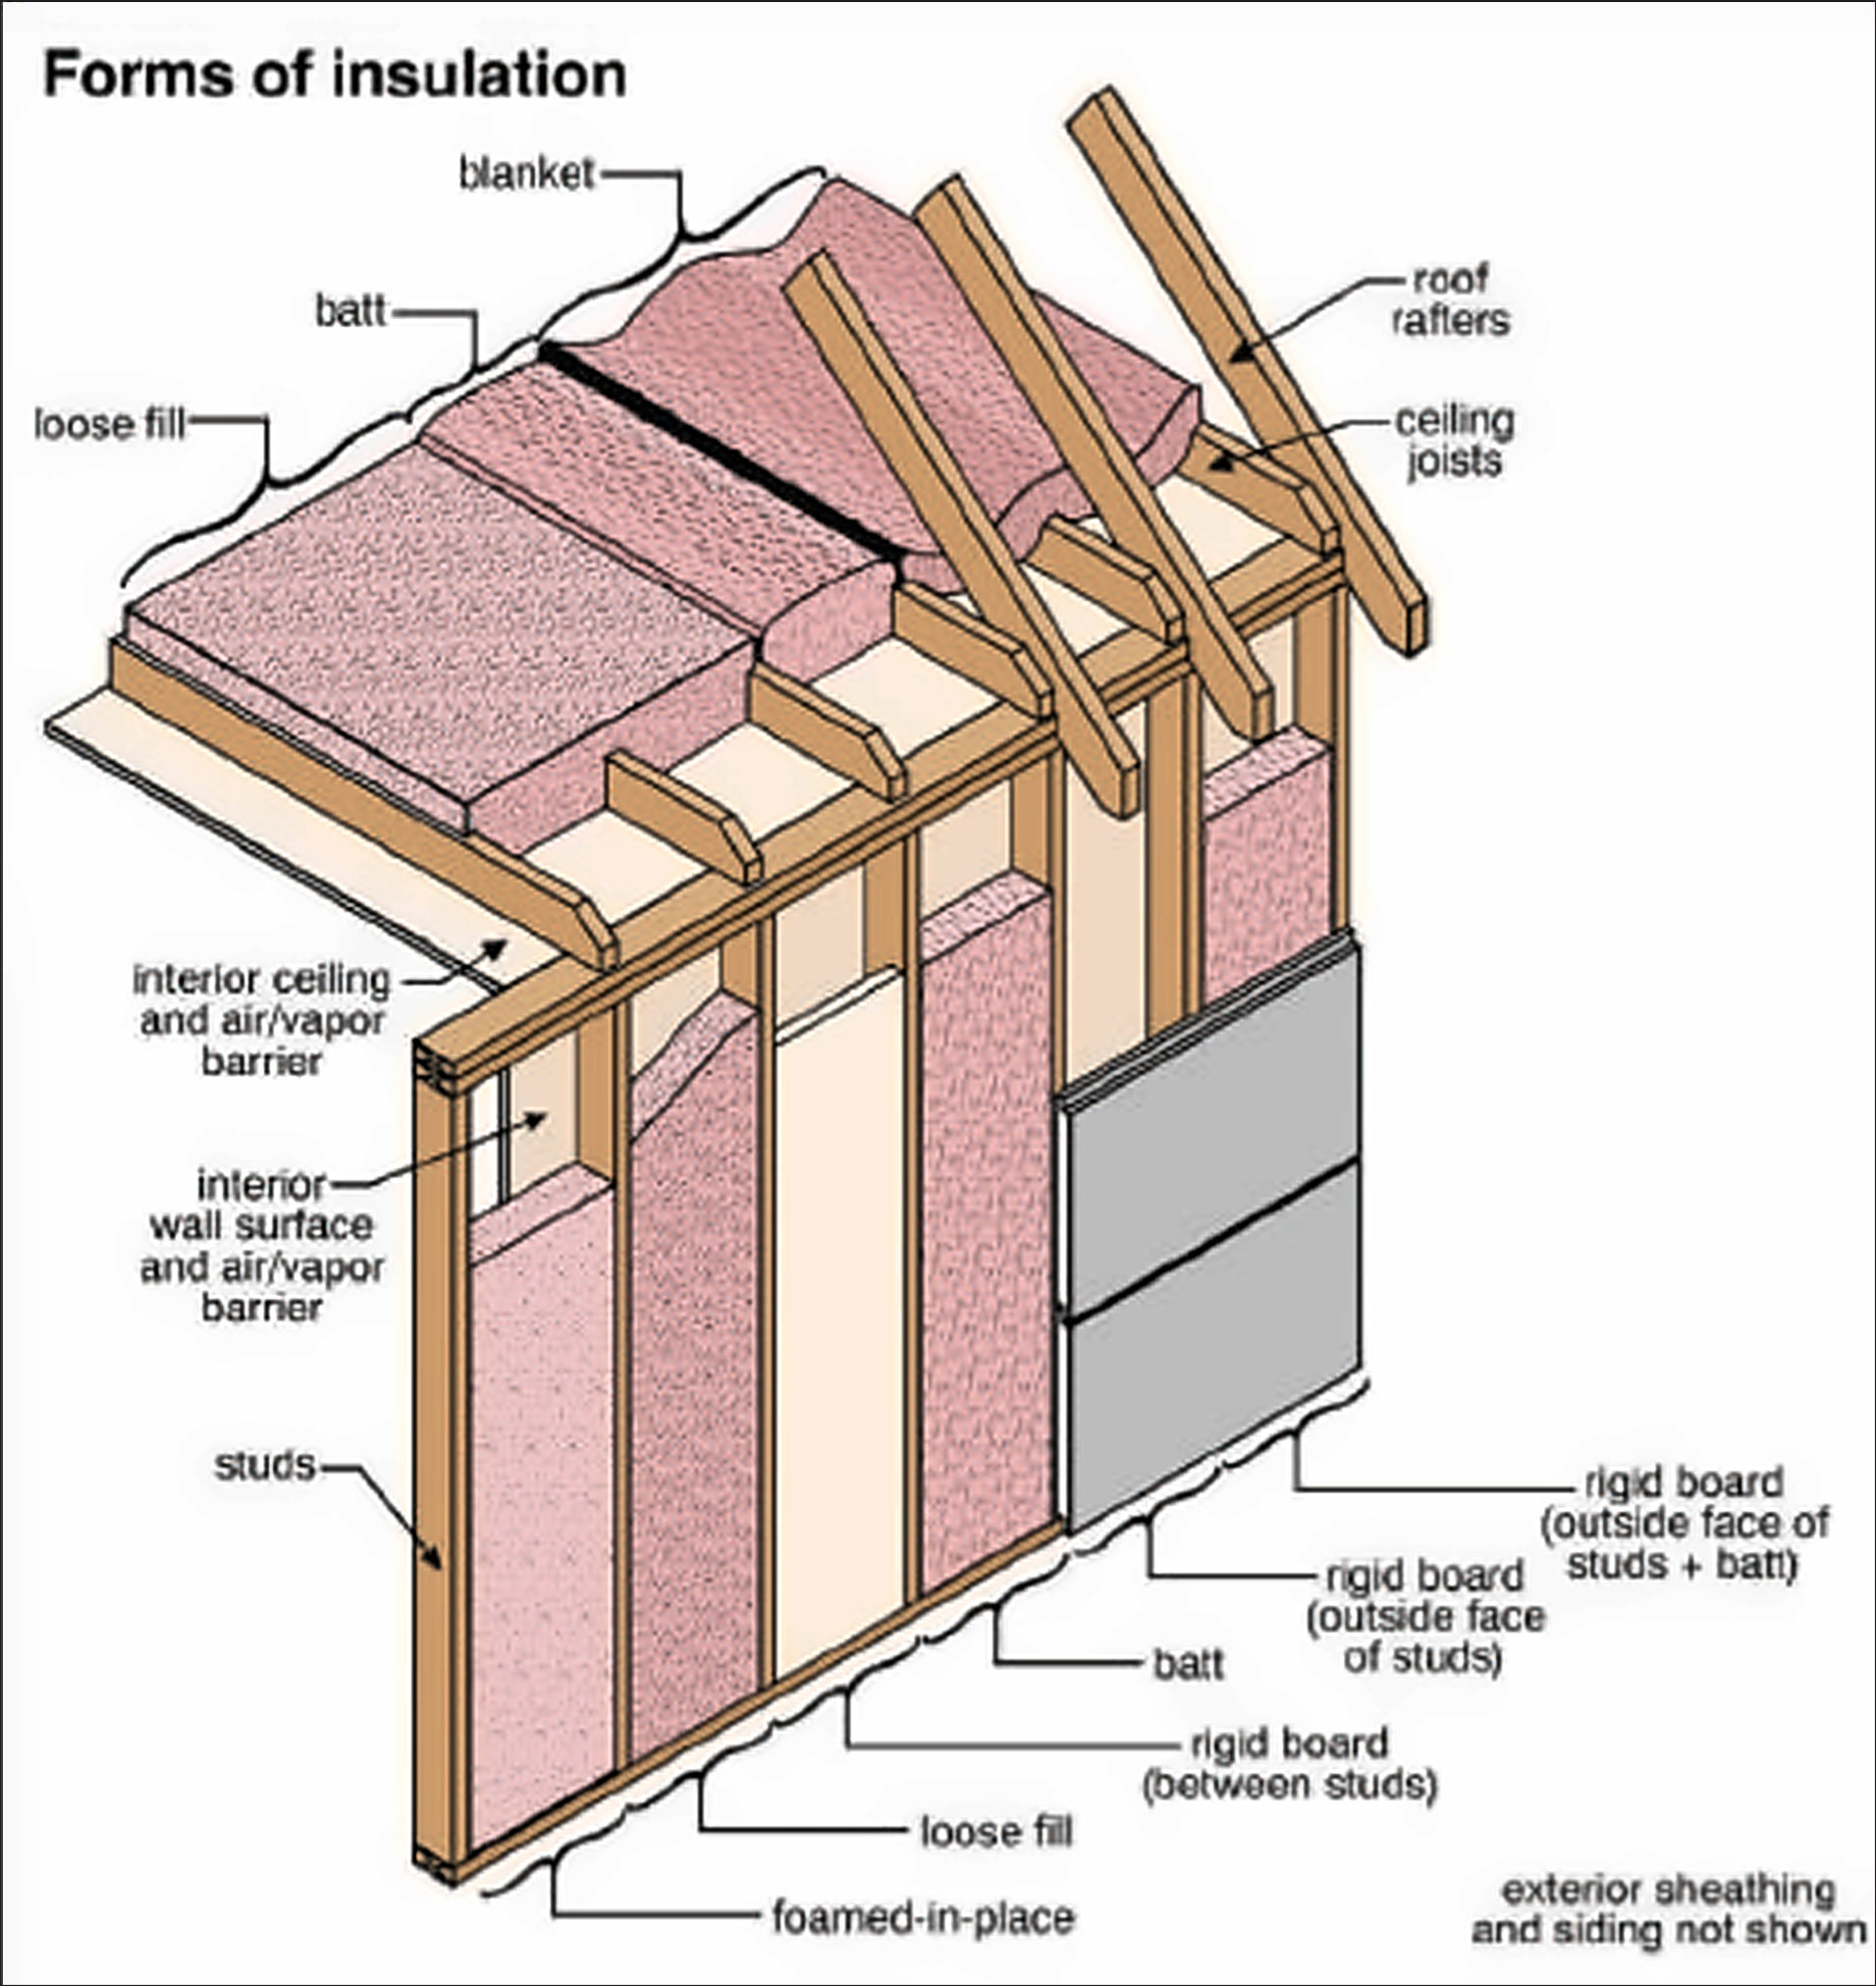 Forms of insulation
blanket
batt
loose fill
roof
rafters
ceiling
joists
interior ceiling
and air/vapor
barrier
interior
wall surface
and air/vapor
barrier
studs
rigid board
(outside face of
studs + batt)
rigid board
(outside face
of studs)
batt
rigid board
(between studs)
loose fill
foamed-in-place
exterior sheathing
and siding not shown